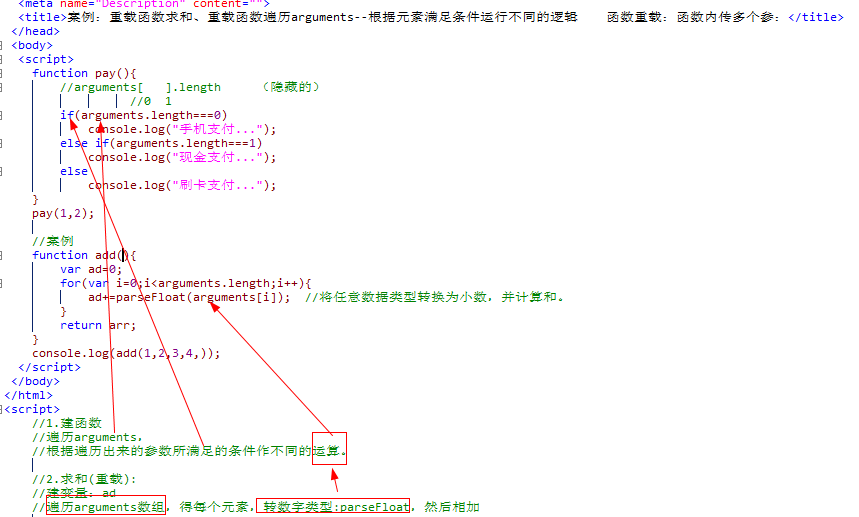 <meta name="Description" content="">
<title>案例: 重载函数求和、重载函数遍历arguments--根据元素满足条件运行不同的逻辑 函数重载: 函数内传多个参: </title>
</head>
<body>
<script>
function pay(){
//arguments[ ].length (隐藏的)
//0 1
if(arguments.length===0)
console.log("手机支付...");
else if(arguments.length===1)
console.log("现金支付...");
else
console.log("刷卡支付...");
}
pay(1,2);
//案例
function add(){
var ad=0;
for(var i=0;i<arguments.length;i++){
ad+=parseFloat(arguments[i]); //将任意数据类型转换为小数，并计算和。
}
return arr;
}
console.log(add(1,2,3,4,));
</script>
</body>
</html>
<script>
//1.建函数
//遍历arguments，
//根据遍历出来的参数所满足的条件作不同的运算。
//2.求和(重载):
//建变量: ad
//遍历arguments数组，得每个元素，转数字类型:parseFloat，然后相加